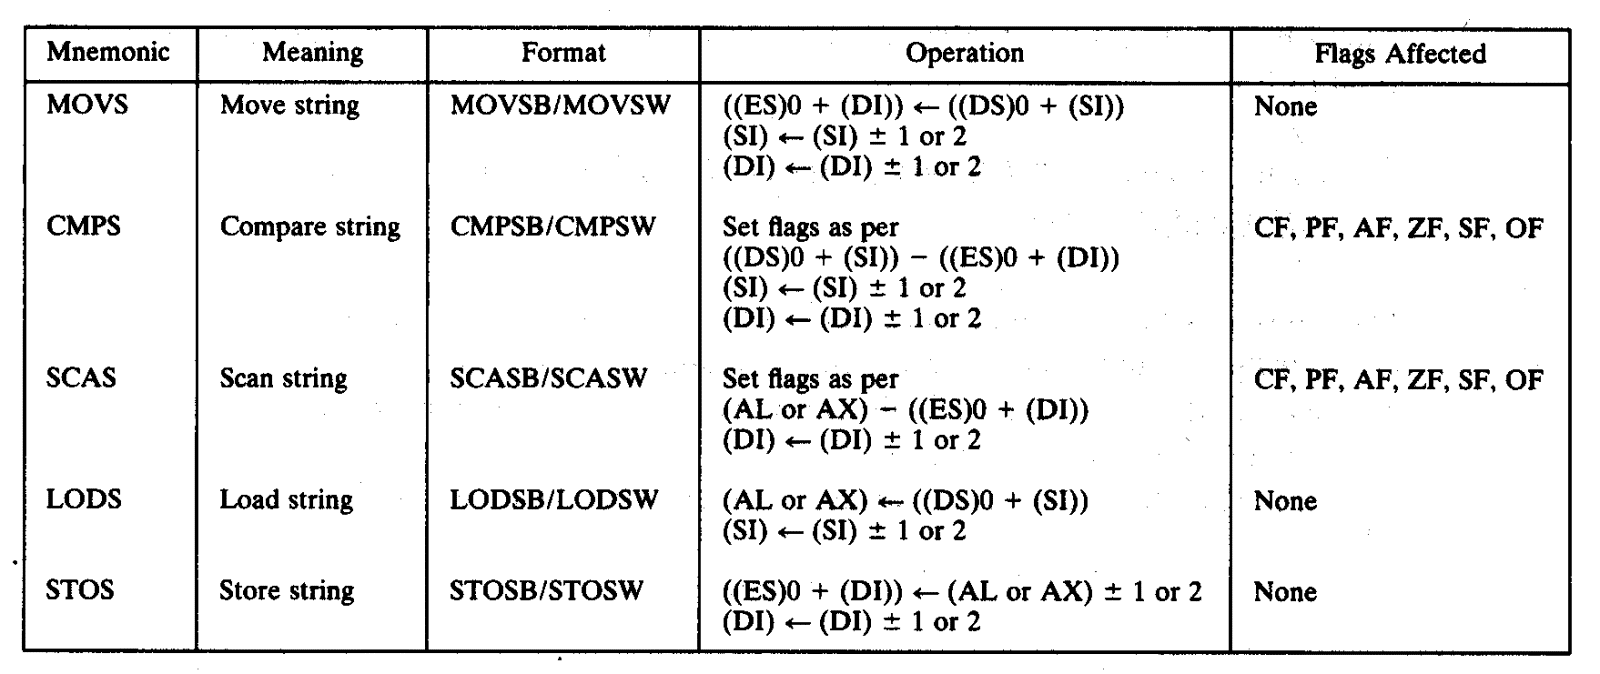 Mnemonic Meaning Format Operation Flags Affected
MOVS Move string MOVSB/MOVSW ((ES)0 + (DI)) ← ((DS)0 + (SI)) None
(SI) ← (SI) ± 1 or 2
(DI) ← (DI) ± 1 or 2
CMPS Compare string CMPSB/CMPSW Set flags as per CF, PF, AF, ZF, SF, OF
((DS)0 + (SI)) − ((ES)0 + (DI))
(SI) ← (SI) ± 1 or 2
(DI) ← (DI) ± 1 or 2
SCAS Scan string SCASB/SCASW Set flags as per CF, PF, AF, ZF, SF, OF
(AL or AX) − ((ES)0 + (DI))
(DI) ← (DI) ± 1 or 2
LODS Load string LODSB/LODSW (AL or AX) ← ((DS)0 + (SI)) None
(SI) ← (SI) ± 1 or 2
STOS Store string STOSB/STOSW ((ES)0 + (DI)) ← (AL or AX) ± 1 or 2 None
(DI) ← (DI) ± 1 or 2